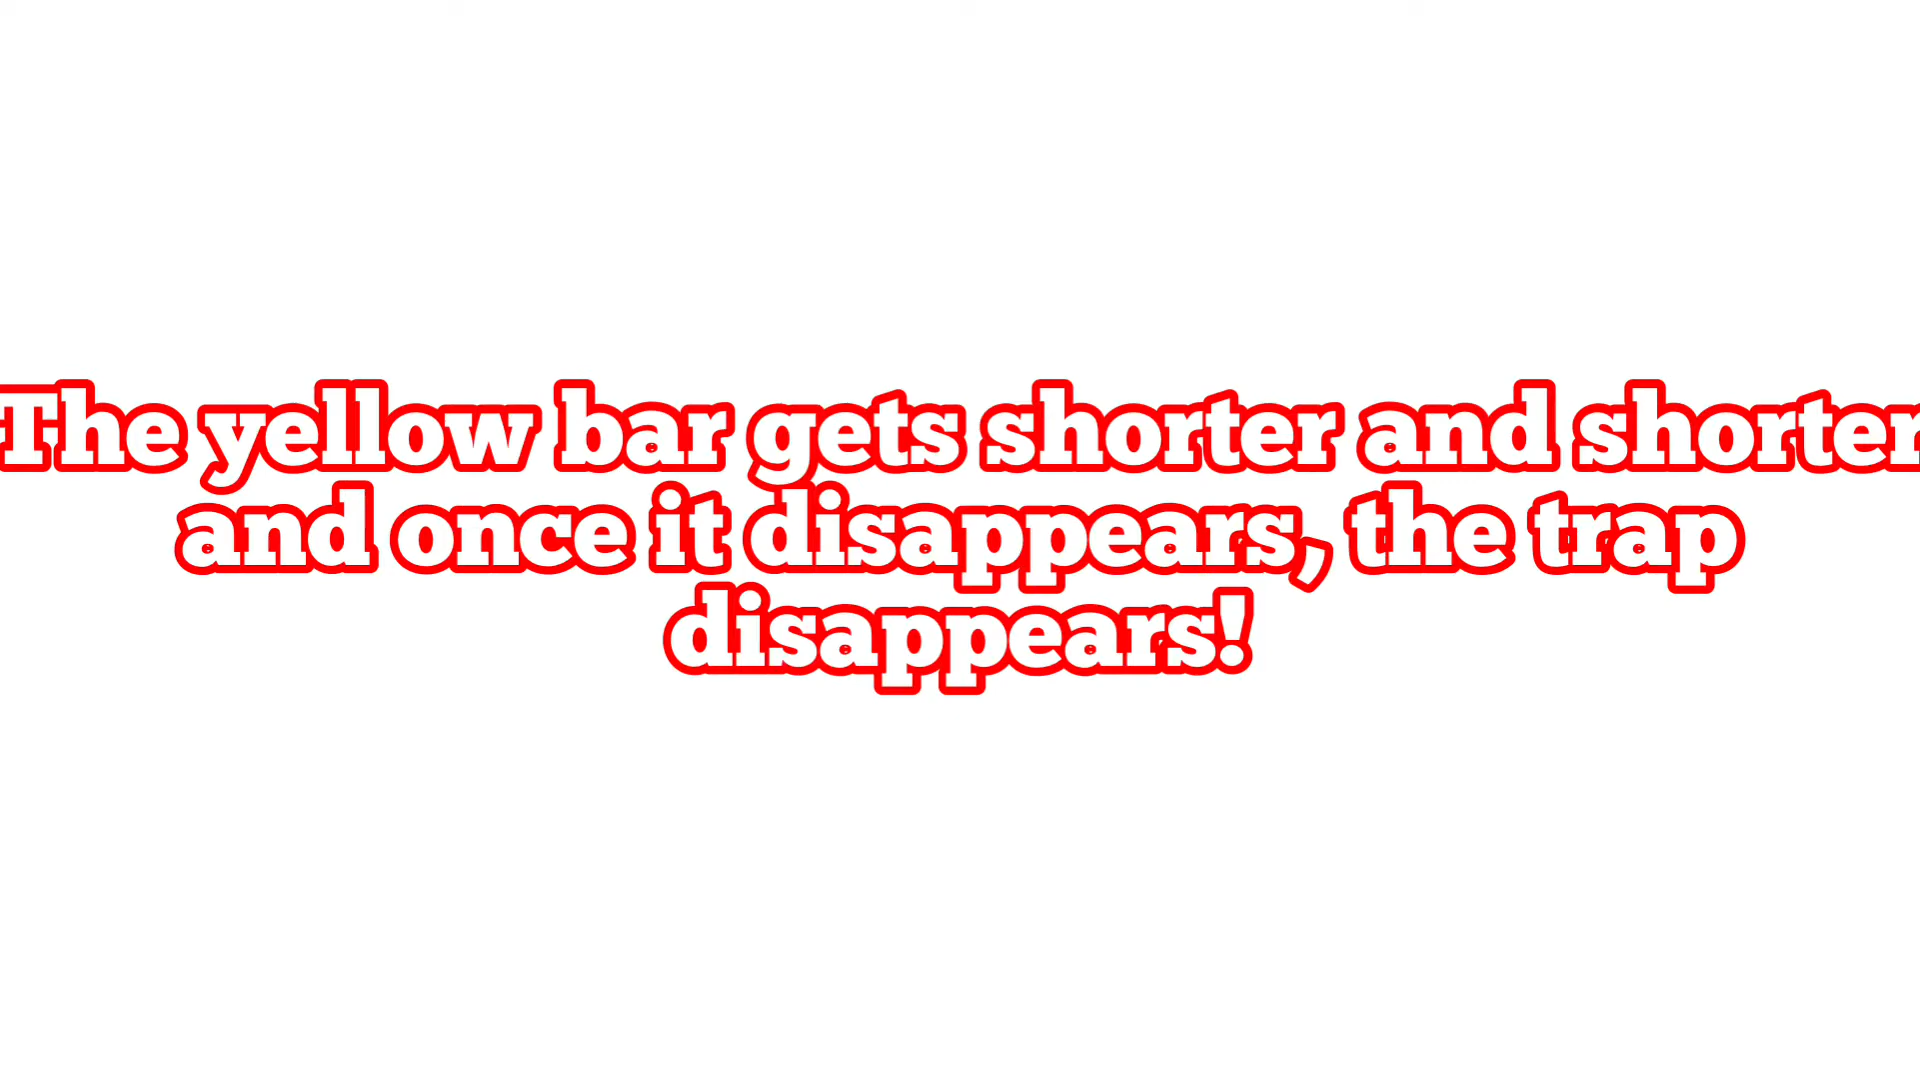 The yellow bar gets shorter and shorter
and once it disappears, the trap
disappears!